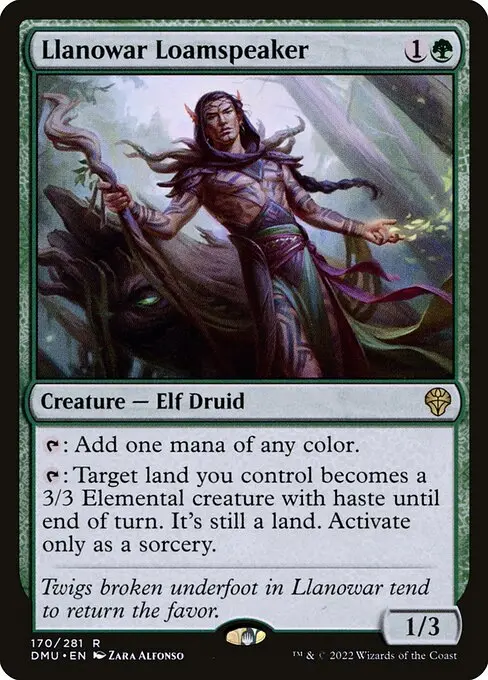 Llanowar Loamspeaker 1
Creature — Elf Druid
: Add one mana of any color.
: Target land you control becomes a
3/3 Elemental creature with haste until
end of turn. It's still a land. Activate
only as a sorcery.
Twigs broken underfoot in Llanowar tend
to return the favor.
1/3
170/281 R
DMU • EN Zara Alfonso
™ & © 2022 Wizards of the Coast